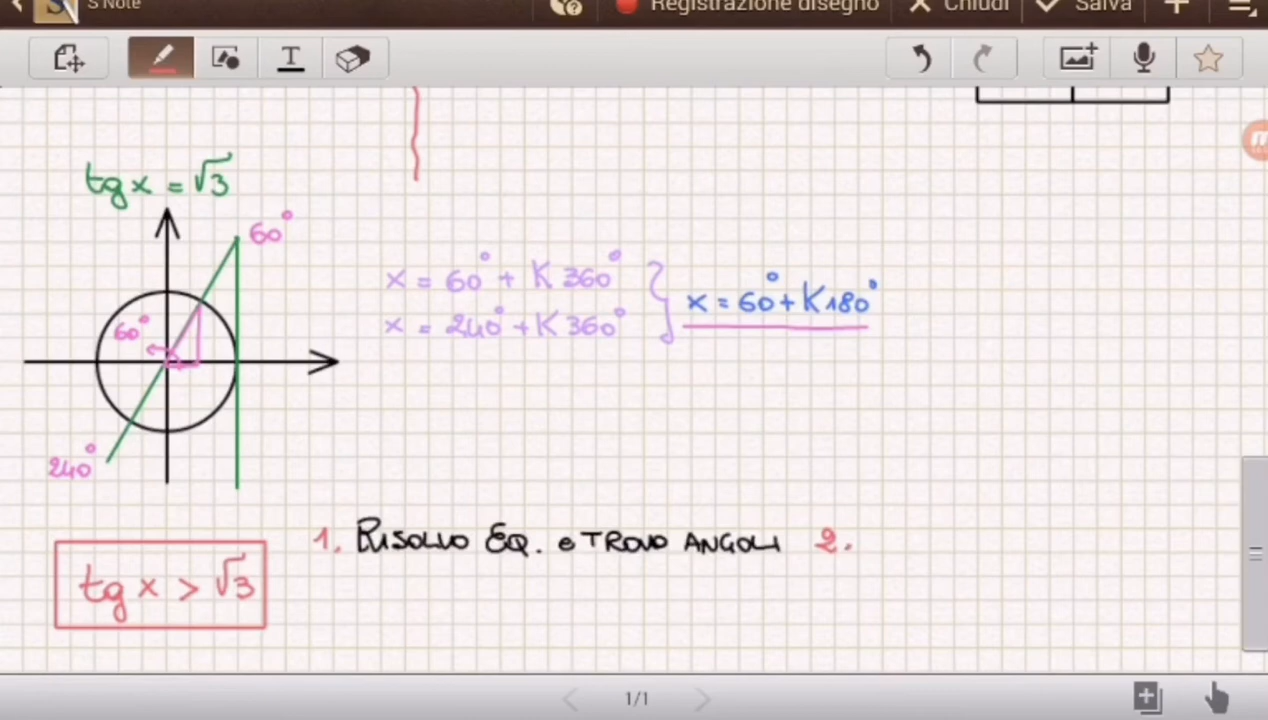 S Note
Registrazione disegno
Chiudi
Salva
T
tg x = √3
60°
x = 60° + K 360°
x = 240° + K 360°
x = 60° + K 180°
60°
240°
1. RISOLVO EQ. e TROVO ANGOLI 2.
tg x > √3
1/1